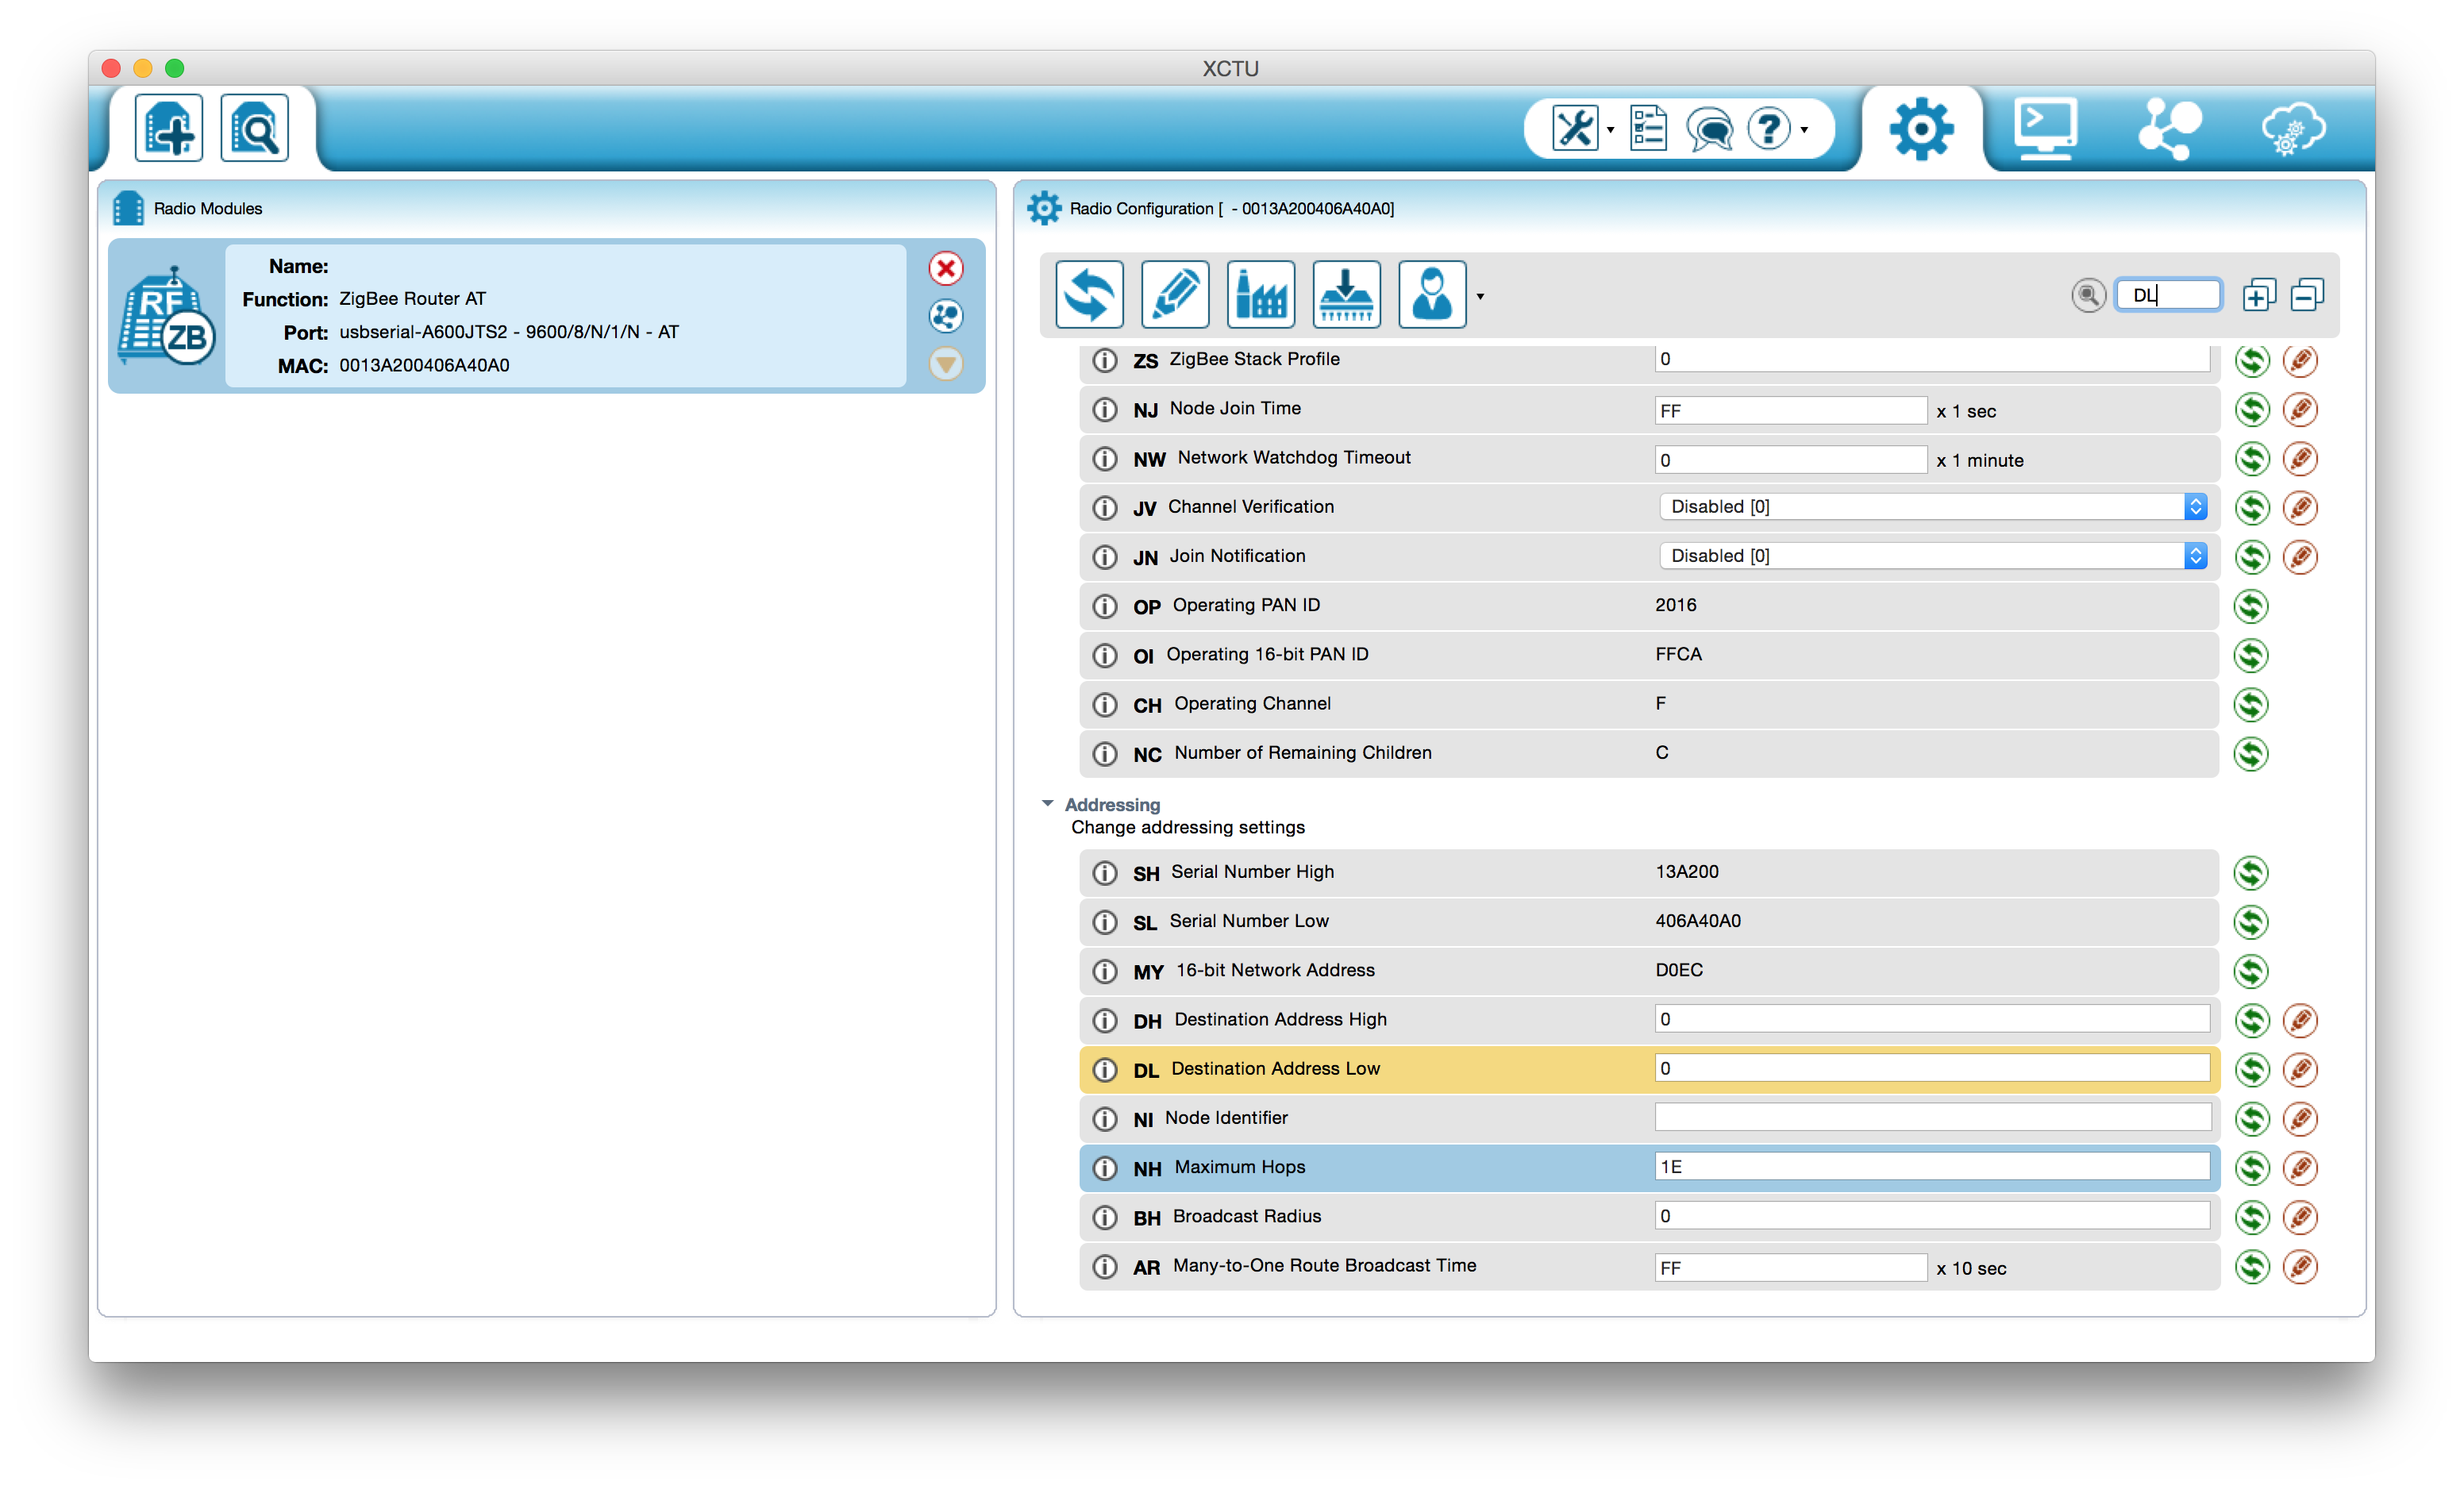 XCTU
Radio Modules
RF
ZB
Name:
Function: ZigBee Router AT
Port: usbserial-A600JTS2 - 9600/8/N/1/N - AT
MAC: 0013A200406A40A0
Radio Configuration [ - 0013A200406A40A0]
DL
ZS ZigBee Stack Profile 0
NJ Node Join Time FF x 1 sec
NW Network Watchdog Timeout 0 x 1 minute
JV Channel Verification Disabled [0]
JN Join Notification Disabled [0]
OP Operating PAN ID 2016
OI Operating 16-bit PAN ID FFCA
CH Operating Channel F
NC Number of Remaining Children C
Addressing
Change addressing settings
SH Serial Number High 13A200
SL Serial Number Low 406A40A0
MY 16-bit Network Address D0EC
DH Destination Address High 0
DL Destination Address Low 0
NI Node Identifier
NH Maximum Hops 1E
BH Broadcast Radius 0
AR Many-to-One Route Broadcast Time FF x 10 sec